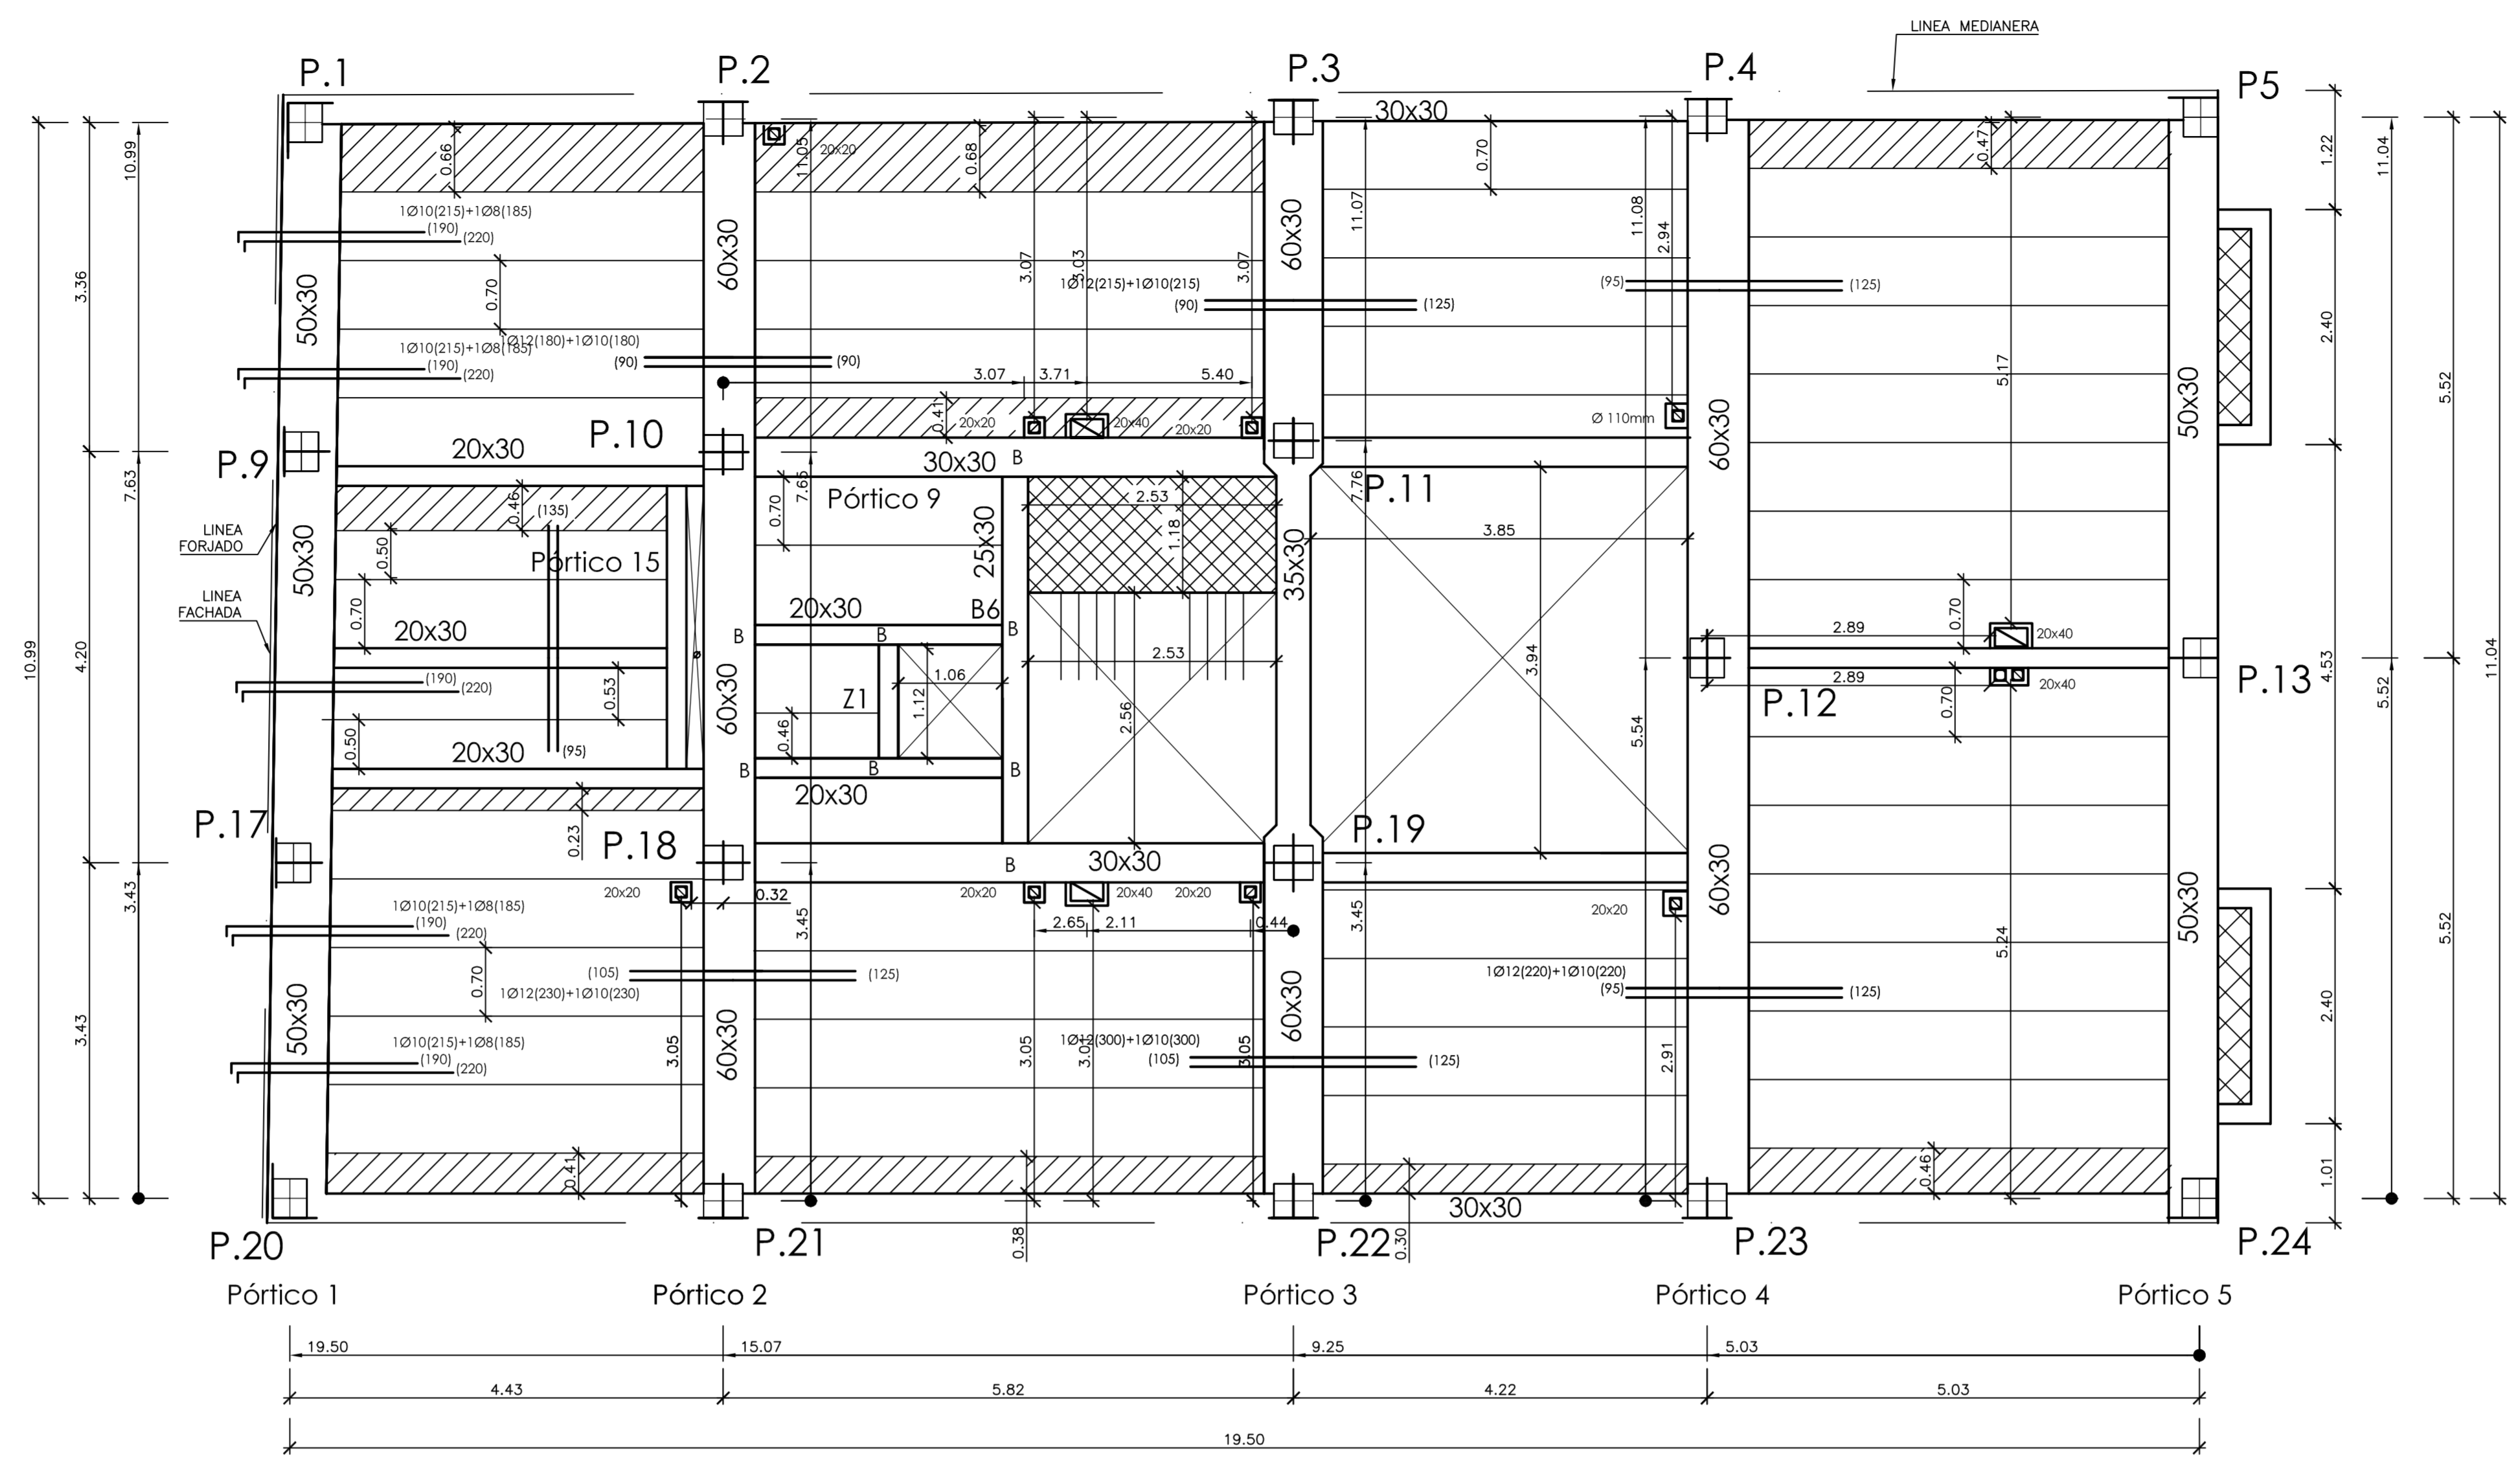 LINEA MEDIANERA
P.1
P.2
P.3
P.4
P5
30x30
10.99
0.66
11.05
20x20
0.68
0.70
0.47
1.22
11.04
1Ø10(215)+1Ø8(185)
(190)
(220)
60x30
60x30
11.07
11.08
2.94
3.36
50x30
0.70
3.07
3.03
3.07
1Ø12(215)+1Ø10(215)
(90)
(125)
(95)
(125)
2.40
1Ø12(180)+1Ø10(180)
1Ø10(215)+1Ø8(185)
(190)
(220)
(90)
(90)
3.07
3.71
5.40
5.17
5.52
50x30
0.41
20x20
20x40
20x20
Ø 110mm
60x30
P.10
20x30
P.9
30x30
B
7.63
7.65
7.76
P.11
Pórtico 9
0.46
(135)
0.70
2.53
1.18
LINEA
FORJADO
50x30
0.50
Pórtico 15
25x30
35x30
3.85
LINEA
FACHADA
0.70
20x30
20x30
B6
B
B
B
0.70
2.89
20x40
10.99
4.20
2.53
3.94
4.53
5.52
11.04
(190)
(220)
0.53
60x30
Z1
1.06
1.12
2.56
5.54
2.89
20x40
P.12
P.13
0.70
0.50
20x30
(95)
0.46
B
B
B
20x30
P.17
0.23
P.18
P.19
B
30x30
60x30
3.43
20x20
0.32
20x20
20x40
20x20
20x20
50x30
1Ø10(215)+1Ø8(185)
(190)
(220)
3.45
2.65
2.11
0.44
3.45
5.24
5.52
0.70
(105)
(125)
1Ø12(230)+1Ø10(230)
1Ø12(220)+1Ø10(220)
(95)
(125)
3.43
50x30
60x30
60x30
2.40
1Ø10(215)+1Ø8(185)
(190)
(220)
3.05
3.05
1Ø12(300)+1Ø10(300)
(105)
3.05
(125)
2.91
0.41
0.46
1.01
30x30
P.20
P.21
0.38
P.22
0.30
P.23
P.24
Pórtico 1
Pórtico 2
Pórtico 3
Pórtico 4
Pórtico 5
19.50
15.07
9.25
5.03
4.43
5.82
4.22
5.03
19.50